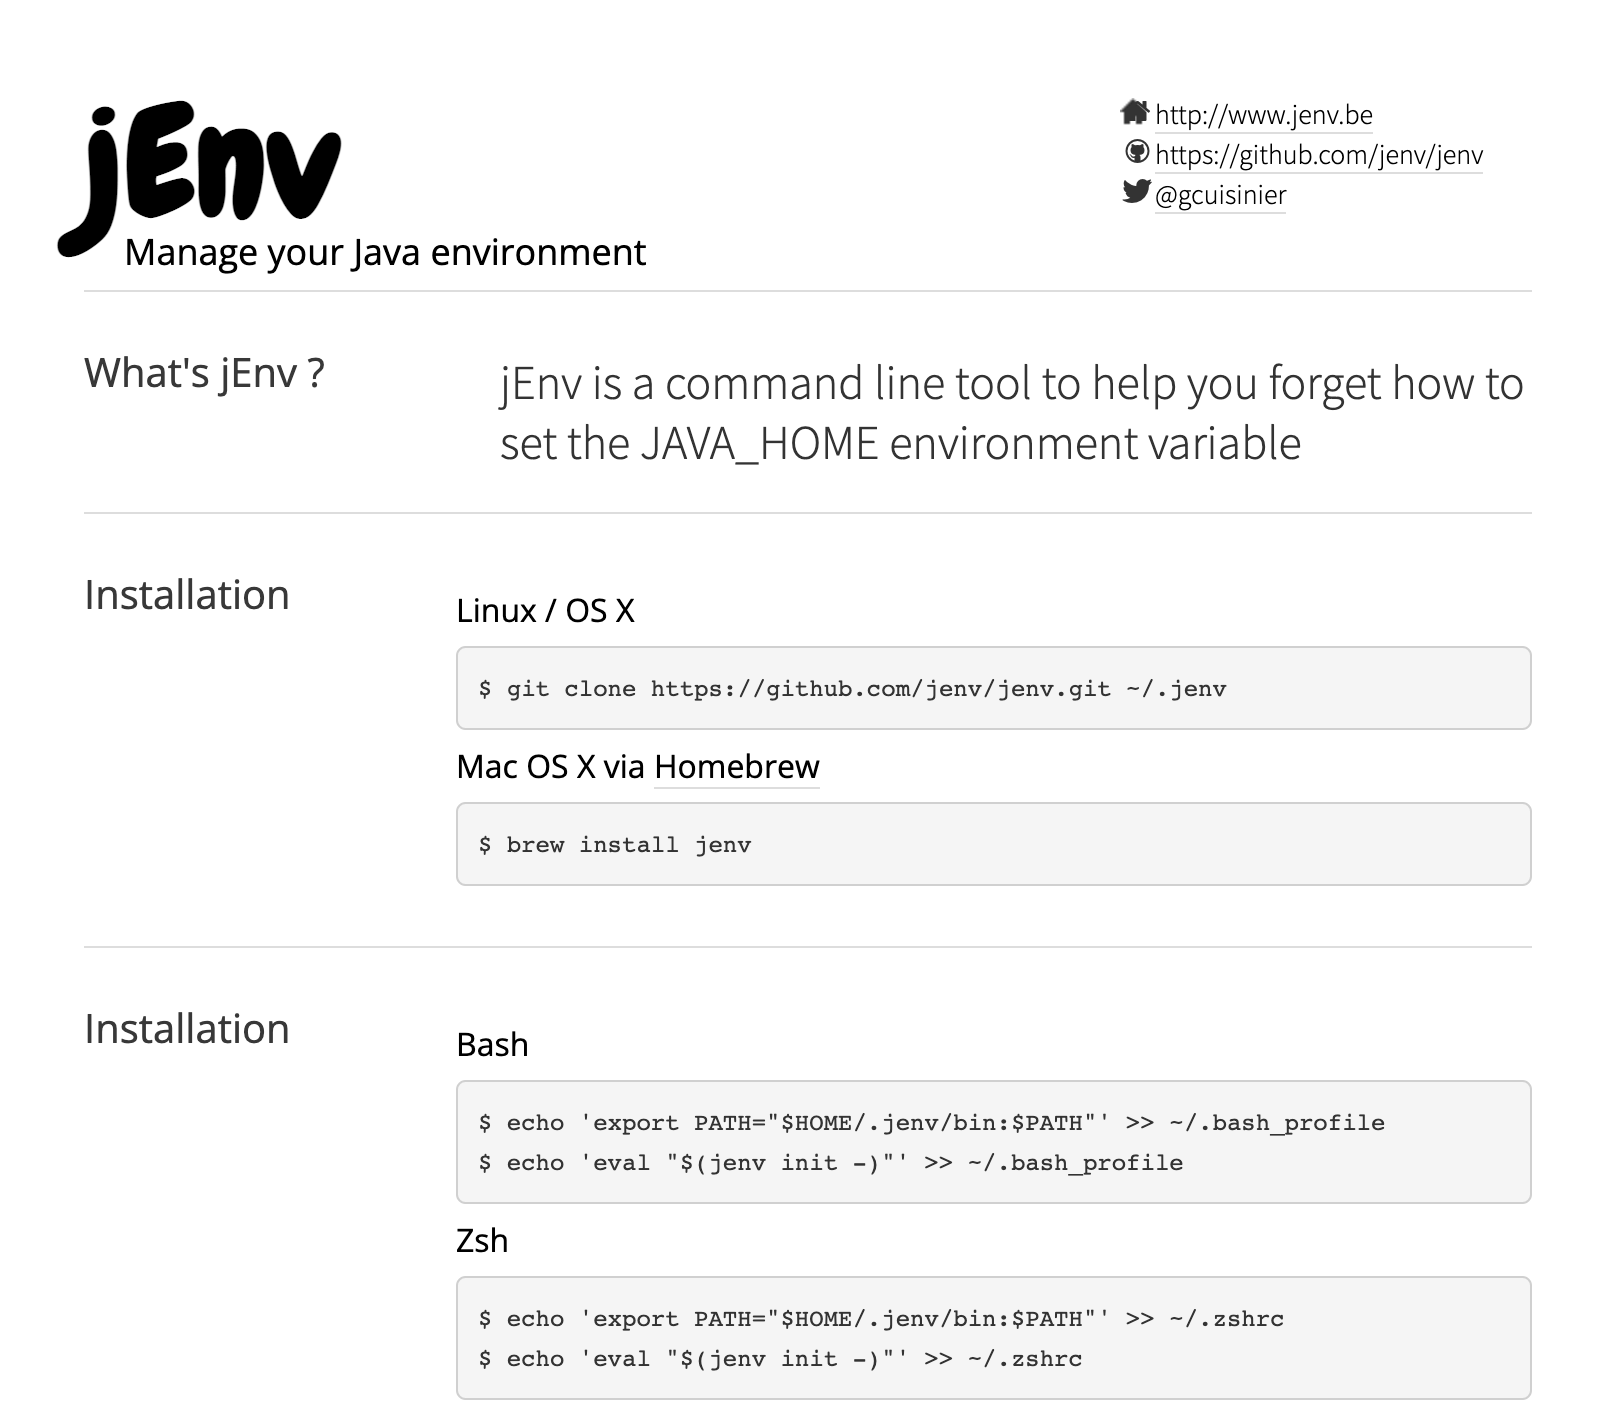 jEnv
Manage your Java environment
http://www.jenv.be
https://github.com/jenv/jenv
@gcuisinier
What's jEnv ?
jEnv is a command line tool to help you forget how to
set the JAVA_HOME environment variable
Installation
Linux / OS X
$ git clone https://github.com/jenv/jenv.git ~/.jenv
Mac OS X via Homebrew
$ brew install jenv
Installation
Bash
$ echo 'export PATH="$HOME/.jenv/bin:$PATH"' >> ~/.bash_profile
$ echo 'eval "$(jenv init -)"' >> ~/.bash_profile
Zsh
$ echo 'export PATH="$HOME/.jenv/bin:$PATH"' >> ~/.zshrc
$ echo 'eval "$(jenv init -)"' >> ~/.zshrc